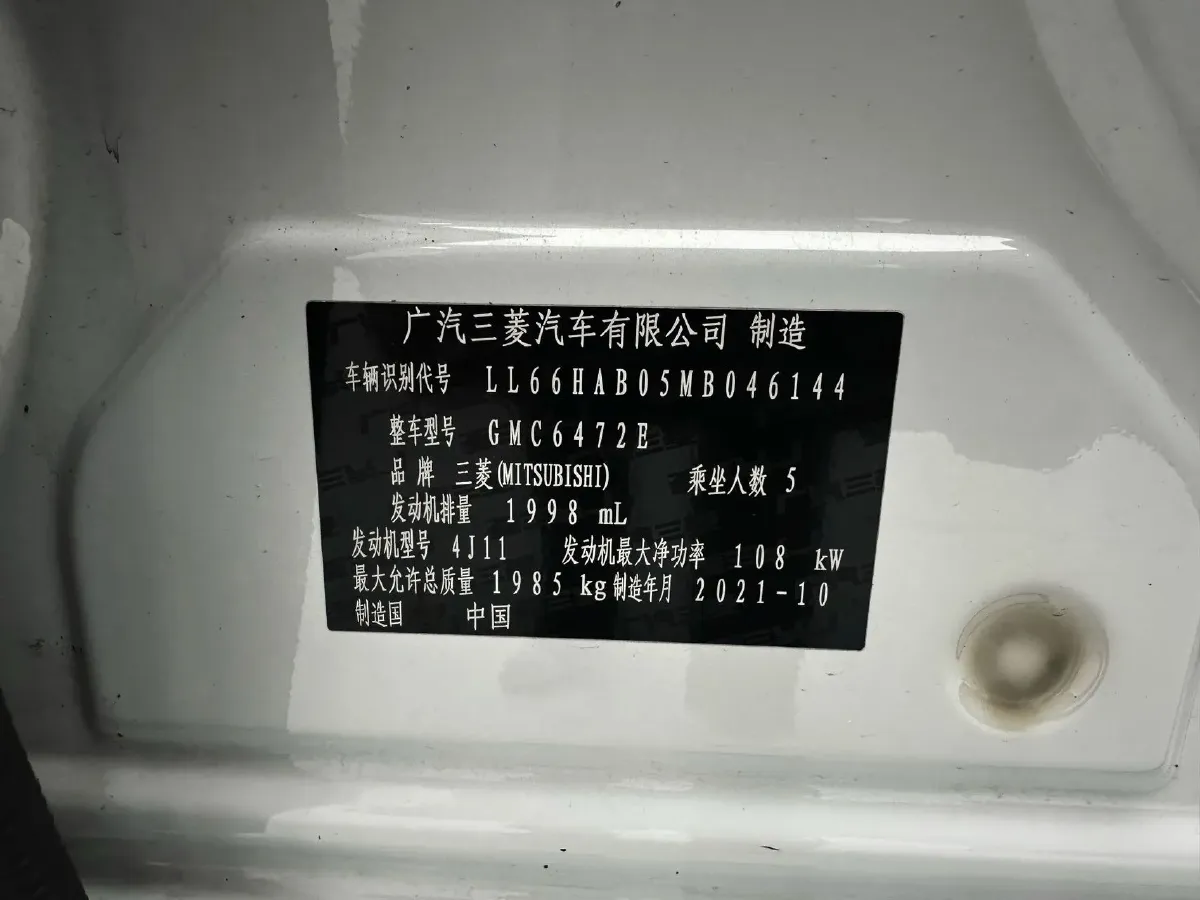 广汽三菱汽车有限公司 制造
车辆识别代号 LL66HAB05MB046144
整车型号 GMC6472E
品牌 三菱(MITSUBISHI) 乘坐人数 5
发动机排量 1998 mL
发动机型号 4J11 发动机最大净功率 108 kW
最大允许总质量 1985 kg 制造年月 2021-10
制造国 中国